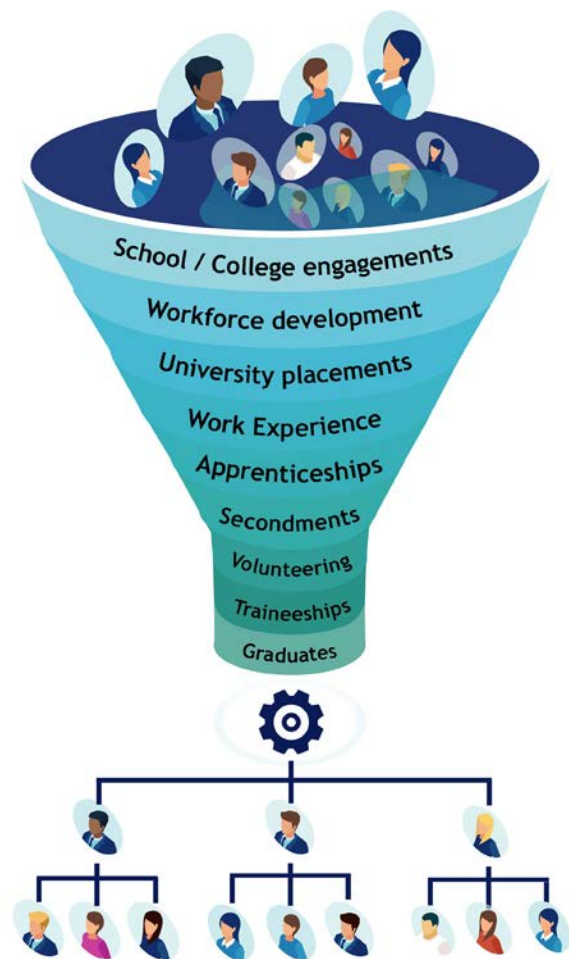 School / College engagements
Workforce development
University placements
Work Experience
Apprenticeships
Secondments
Volunteering
Traineeships
Graduates